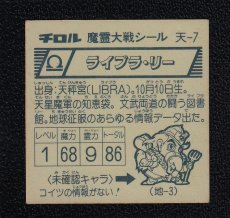 チロル 魔霊大戦シール 天-7
Ω ライブラ・リー
出身:天秤宮(LIBRA)。10月10日生。
天星魔軍の知恵袋。文武両道の闘う図書
館。地球征服のあらゆる情報データ出た。
レベル 魔力 霊力 トータル
1 68 9 86
〈未確認キャラ〉
コイツの情報がない! (地-3)